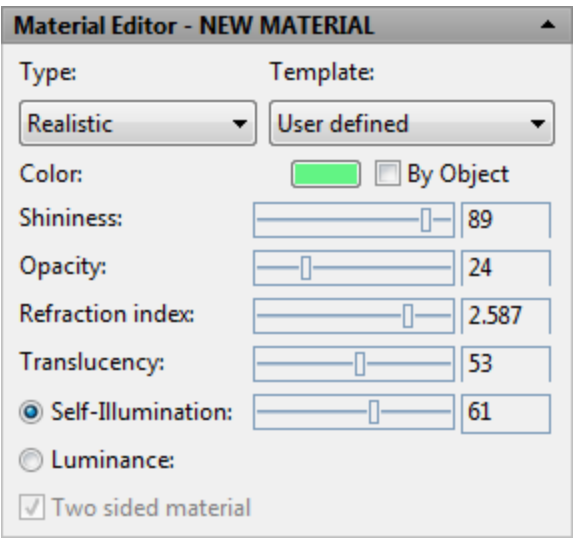 Material Editor - NEW MATERIAL
Type: Template:
Realistic User defined
Color: By Object
Shininess: 89
Opacity: 24
Refraction index: 2.587
Translucency: 53
Self-Illumination: 61
Luminance:
Two sided material